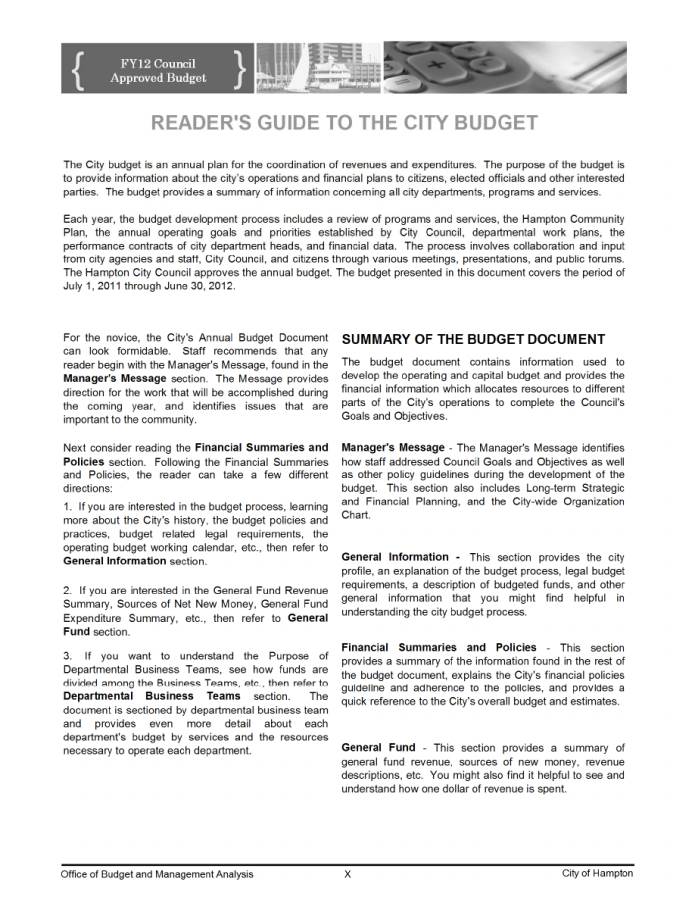 FY12 Council
Approved Budget
READER'S GUIDE TO THE CITY BUDGET
The City budget is an annual plan for the coordination of revenues and expenditures. The purpose of the budget is
to provide information about the city's operations and financial plans to citizens, elected officials and other interested
parties. The budget provides a summary of information concerning all city departments, programs and services.
Each year, the budget development process includes a review of programs and services, the Hampton Community
Plan, the annual operating goals and priorities established by City Council, departmental work plans, the
performance contracts of city department heads, and financial data. The process involves collaboration and input
from city agencies and staff, City Council, and citizens through various meetings, presentations, and public forums.
The Hampton City Council approves the annual budget. The budget presented in this document covers the period of
July 1, 2011 through June 30, 2012.
For the novice, the City's Annual Budget Document
can look formidable. Staff recommends that any
reader begin with the Manager's Message, found in the
Manager's Message section. The Message provides
direction for the work that will be accomplished during
the coming year, and identifies issues that are
important to the community.
Next consider reading the Financial Summaries and
Policies section. Following the Financial Summaries
and Policies, the reader can take a few different
directions:
1. If you are interested in the budget process, learning
more about the City's history, the budget policies and
practices, budget related legal requirements, the
operating budget working calendar, etc., then refer to
General Information section.
2. If you are interested in the General Fund Revenue
Summary, Sources of Net New Money, General Fund
Expenditure Summary, etc., then refer to General
Fund section.
3. If you want to understand the Purpose of
Departmental Business Teams, see how funds are
divided among the Business Teams, etc., then refer to
Departmental Business Teams section. The
document is sectioned by departmental business team
and provides even more detail about each
department's budget by services and the resources
necessary to operate each department.
SUMMARY OF THE BUDGET DOCUMENT
The budget document contains information used to
develop the operating and capital budget and provides the
financial information which allocates resources to different
parts of the City's operations to complete the Council's
Goals and Objectives.
Manager's Message - The Manager's Message identifies
how staff addressed Council Goals and Objectives as well
as other policy guidelines during the development of the
budget. This section also includes Long-term Strategic
and Financial Planning, and the City-wide Organization
Chart.
General Information - This section provides the city
profile, an explanation of the budget process, legal budget
requirements, a description of budgeted funds, and other
general information that you might find helpful in
understanding the city budget process.
Financial Summaries and Policies - This section
provides a summary of the information found in the rest of
the budget document, explains the City's financial policies
guideline and adherence to the policies, and provides a
quick reference to the City's overall budget and estimates.
General Fund - This section provides a summary of
general fund revenue, sources of new money, revenue
descriptions, etc. You might also find it helpful to see and
understand how one dollar of revenue is spent.
Office of Budget and Management Analysis
X
City of Hampton